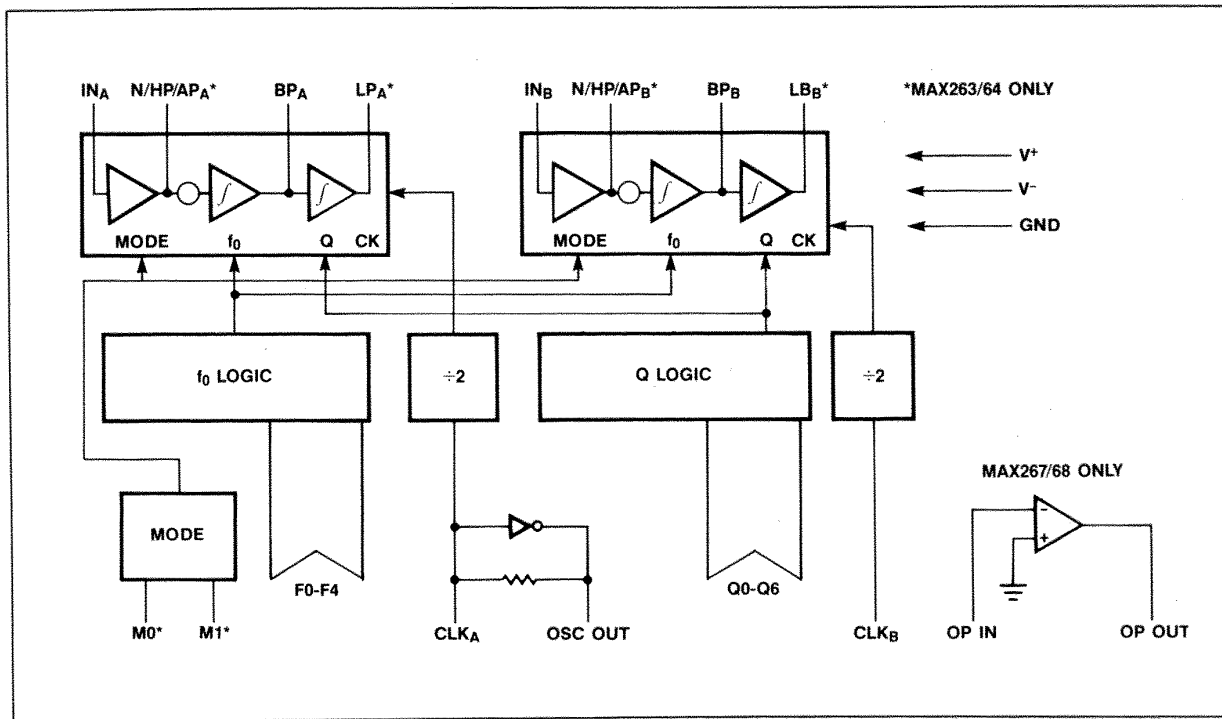 IN_A N/HP/AP_A* BP_A LP_A* IN_B N/HP/AP_B* BP_B LB_B* *MAX263/64 ONLY
V+
V-
GND
∫ ∫ ∫ ∫
MODE f0 Q CK MODE f0 Q CK
f0 LOGIC ÷2 Q LOGIC ÷2
MAX267/68 ONLY
MODE
- +
F0-F4 Q0-Q6
M0* M1* CLK_A OSC OUT CLK_B OP IN OP OUT